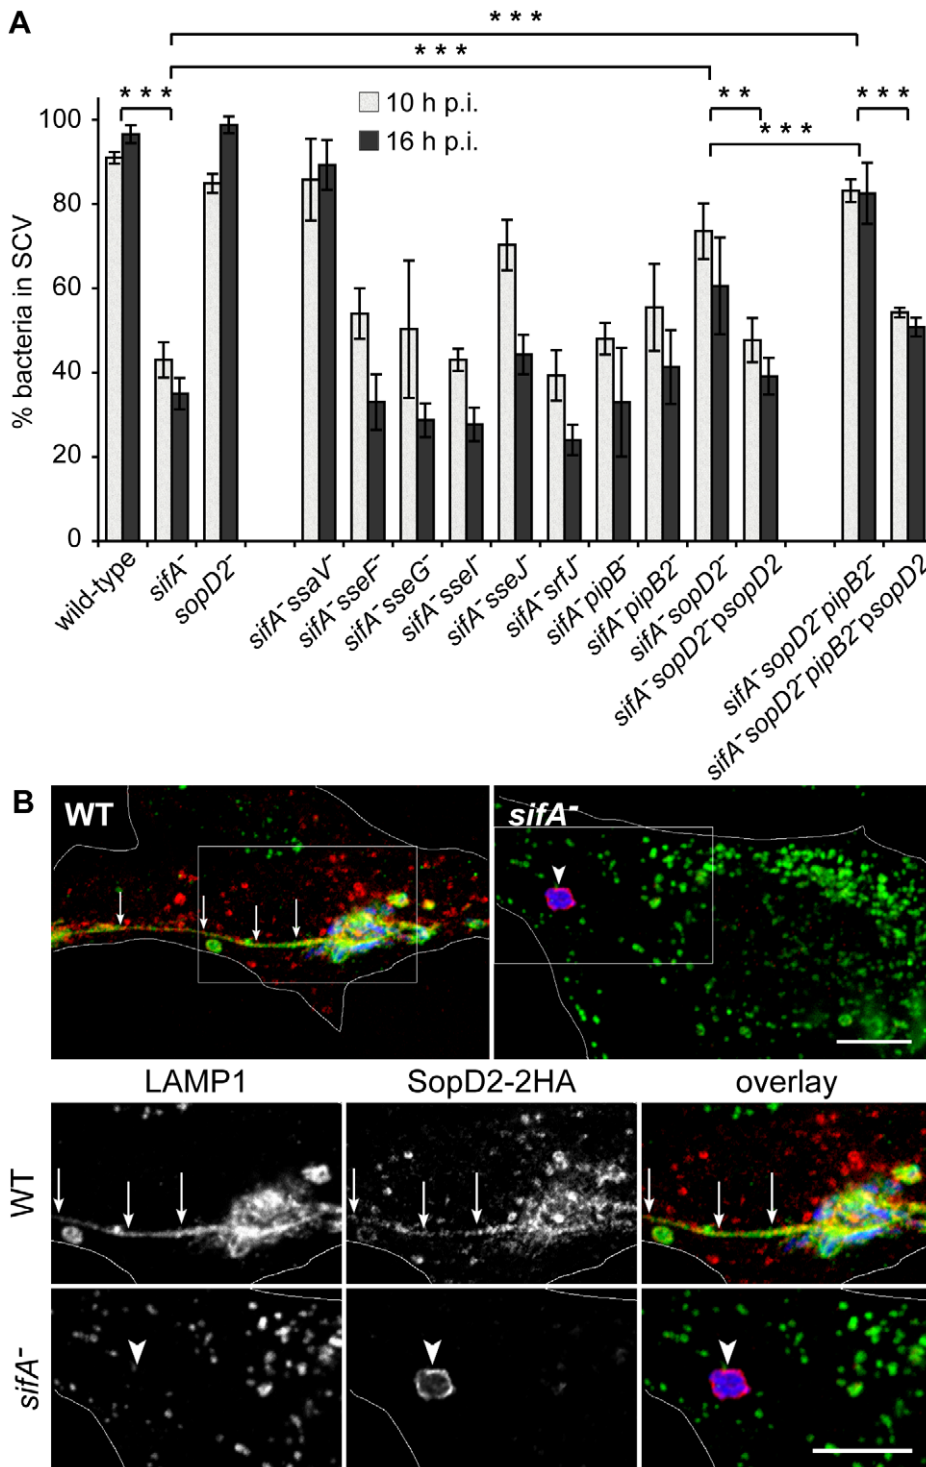 A
* * *
* * *
* * *
* *
* * *
* * *
10 h p.i.
16 h p.i.
% bacteria in SCV
100
80
60
40
20
0
wild-type
sifA⁻
sopD2⁻
sifA⁻ssaV⁻
sifA⁻sseF⁻
sifA⁻sseG⁻
sifA⁻sseI⁻
sifA⁻sseJ⁻
sifA⁻srfJ⁻
sifA⁻pipB⁻
sifA⁻pipB2⁻
sifA⁻sopD2⁻
sifA⁻sopD2⁻psopD2
sifA⁻sopD2⁻pipB2⁻
sifA⁻sopD2⁻pipB2⁻psopD2
B
WT
sifA⁻
LAMP1
SopD2-2HA
overlay
WT
sifA⁻